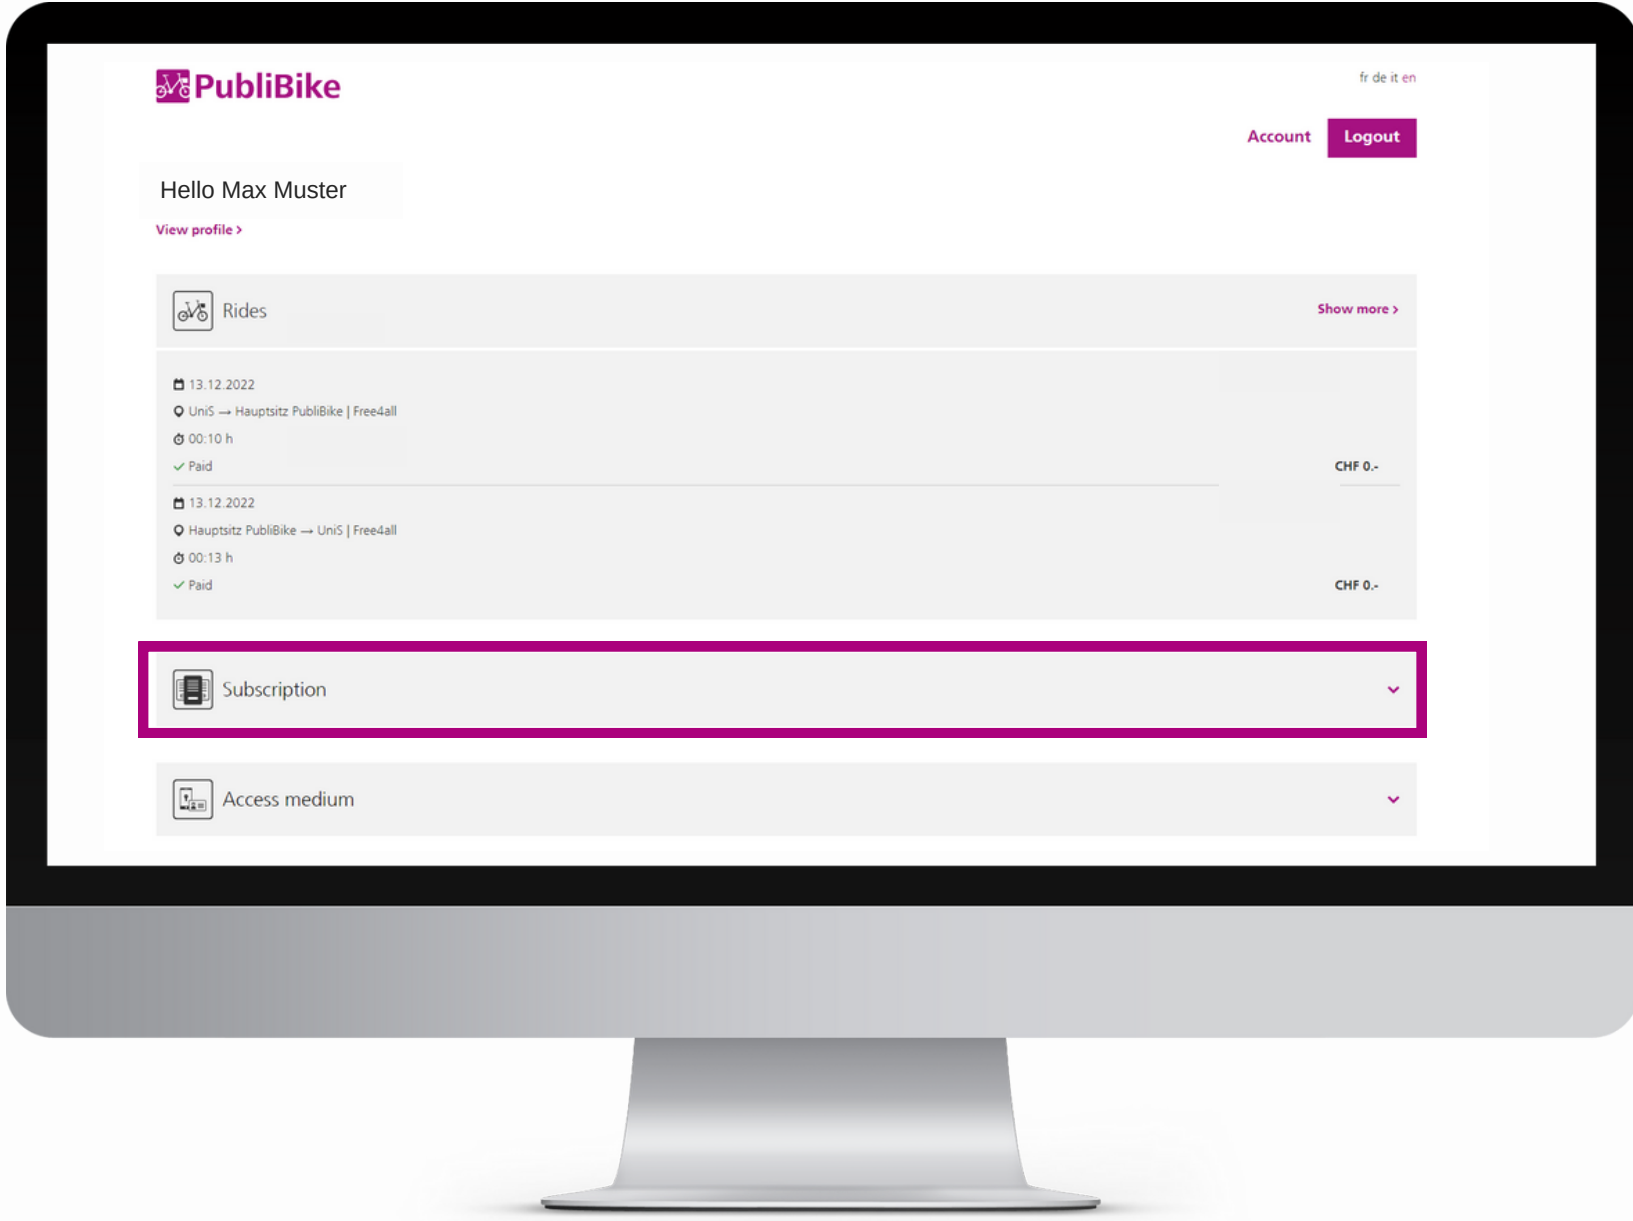 PubliBike
fr de it en
Account Logout
Hello Max Muster
View profile >
Rides Show more >
13.12.2022
UniS → Hauptsitz PubliBike | Free4all
00:10 h
Paid CHF 0.-
13.12.2022
Hauptsitz PubliBike → UniS | Free4all
00:13 h
Paid CHF 0.-
Subscription
Access medium